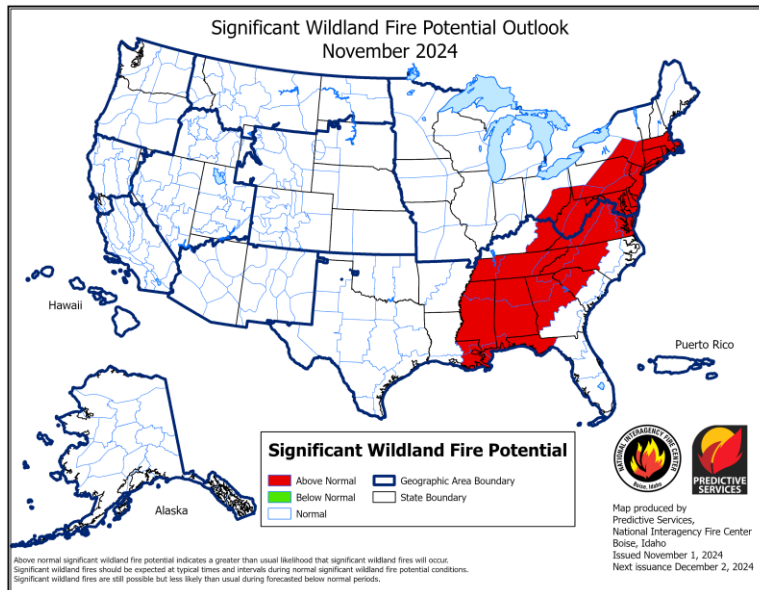 Significant Wildland Fire Potential Outlook
November 2024
Hawaii
Puerto Rico
Alaska
Significant Wildland Fire Potential
Above Normal
Geographic Area Boundary
Below Normal
State Boundary
Normal
NATIONAL INTERAGENCY FIRE CENTER
Boise, Idaho
PREDICTIVE
SERVICES
Map produced by
Predictive Services,
National Interagency Fire Center
Boise, Idaho
Issued November 1, 2024
Next issuance December 2, 2024
Above normal significant wildland fire potential indicates a greater than usual likelihood that significant wildland fires will occur.
Significant wildland fires should be expected at typical times and intervals during normal significant wildland fire potential conditions.
Significant wildland fires are still possible but less likely than usual during forecasted below normal periods.